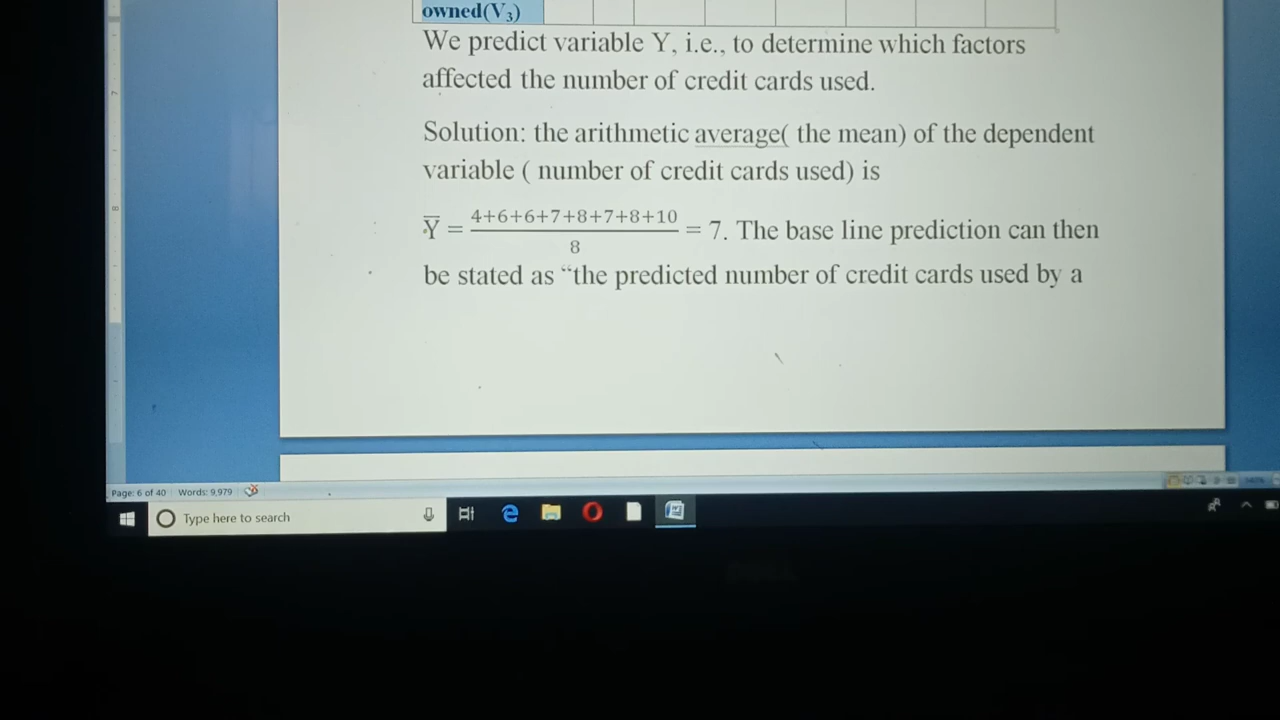 owned(V₃)
We predict variable Y, i.e., to determine which factors
affected the number of credit cards used.
Solution: the arithmetic average( the mean) of the dependent
variable ( number of credit cards used) is
Y̅ = 4+6+6+7+8+7+8+10 / 8 = 7. The base line prediction can then
be stated as “the predicted number of credit cards used by a
Page: 6 of 40 Words: 9,979
Type here to search